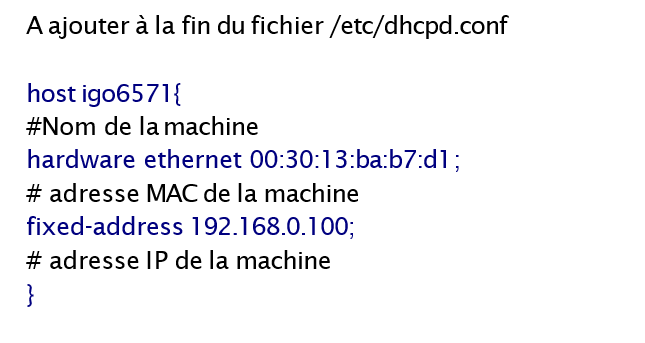 A ajouter à la fin du fichier /etc/dhcpd.conf
host igo6571{
#Nom de la machine
hardware ethernet 00:30:13:ba:b7:d1;
# adresse MAC de la machine
fixed-address 192.168.0.100;
# adresse IP de la machine
}